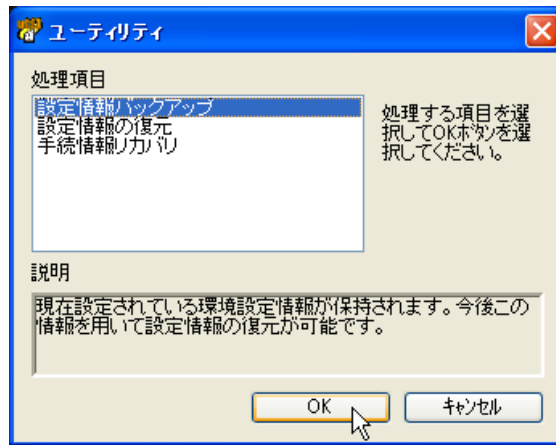 ユーティリティ
処理項目
設定情報バックアップ
設定情報の復元
手続情報リカバリ
処理する項目を選
択してOKボタンを選
択してください。
説明
現在設定されている環境設定情報が保持されます。今後この
情報を用いて設定情報の復元が可能です。
OK
キャンセル